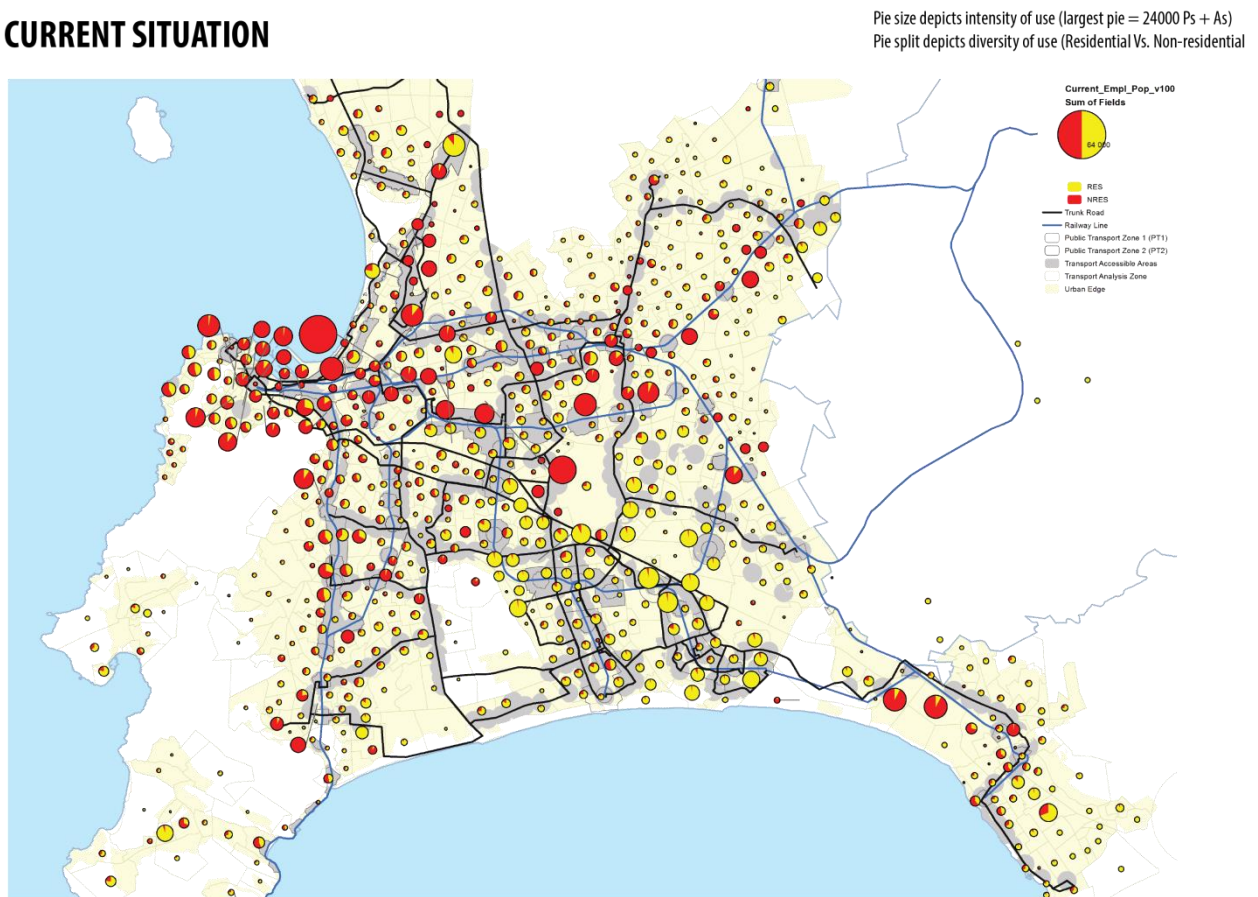 CURRENT SITUATION
Pie size depicts intensity of use (largest pie = 24000 Ps + As)
Pie split depicts diversity of use (Residential Vs. Non-residential
Current_Empl_Pop_v100
Sum of Fields
64 000
RES
NRES
Trunk Road
Railway Line
Public Transport Zone 1 (PT1)
Public Transport Zone 2 (PT2)
Transport Accessible Areas
Transport Analysis Zone
Urban Edge